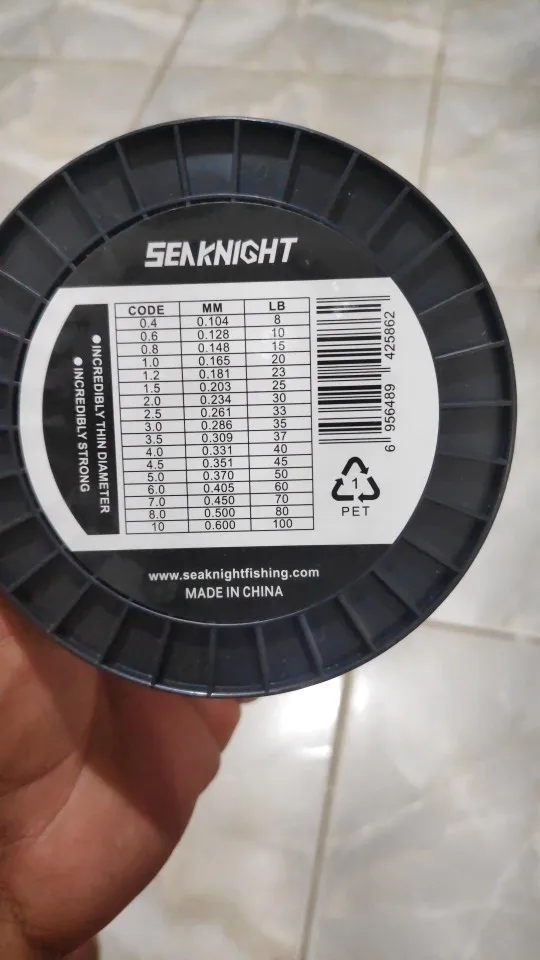 SEAKNIGHT
CODE MM LB
0.4 0.104 8
0.6 0.128 10
0.8 0.148 15
1.0 0.165 20
1.2 0.181 23
1.5 0.203 25
2.0 0.234 30
2.5 0.261 33
3.0 0.286 35
3.5 0.309 37
4.0 0.331 40
4.5 0.351 45
5.0 0.370 50
6.0 0.405 60
7.0 0.450 70
8.0 0.500 80
10 0.600 100
● INCREDIBLY THIN DIAMETER
● INCREDIBLY STRONG
6 956489 425862
1
PET
www.seaknightfishing.com
MADE IN CHINA